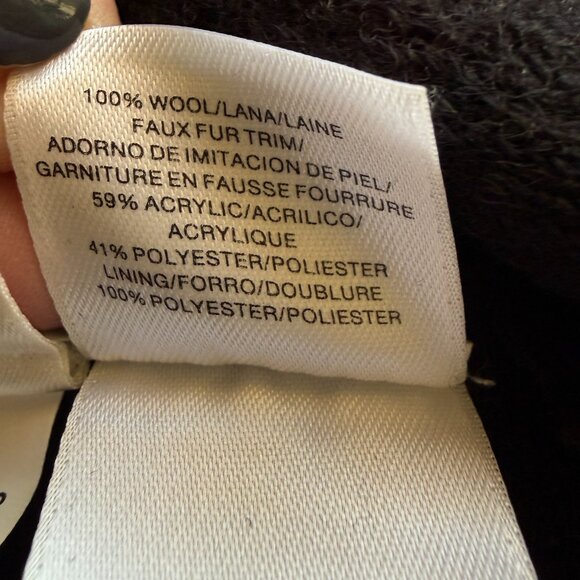 100% WOOL/LANA/LAINE
FAUX FUR TRIM/
ADORNO DE IMITACION DE PIEL/
GARNITURE EN FAUSSE FOURRURE
59% ACRYLIC/ACRILICO/
ACRYLIQUE
41% POLYESTER/POLIESTER
LINING/FORRO/DOUBLURE
100% POLYESTER/POLIESTER